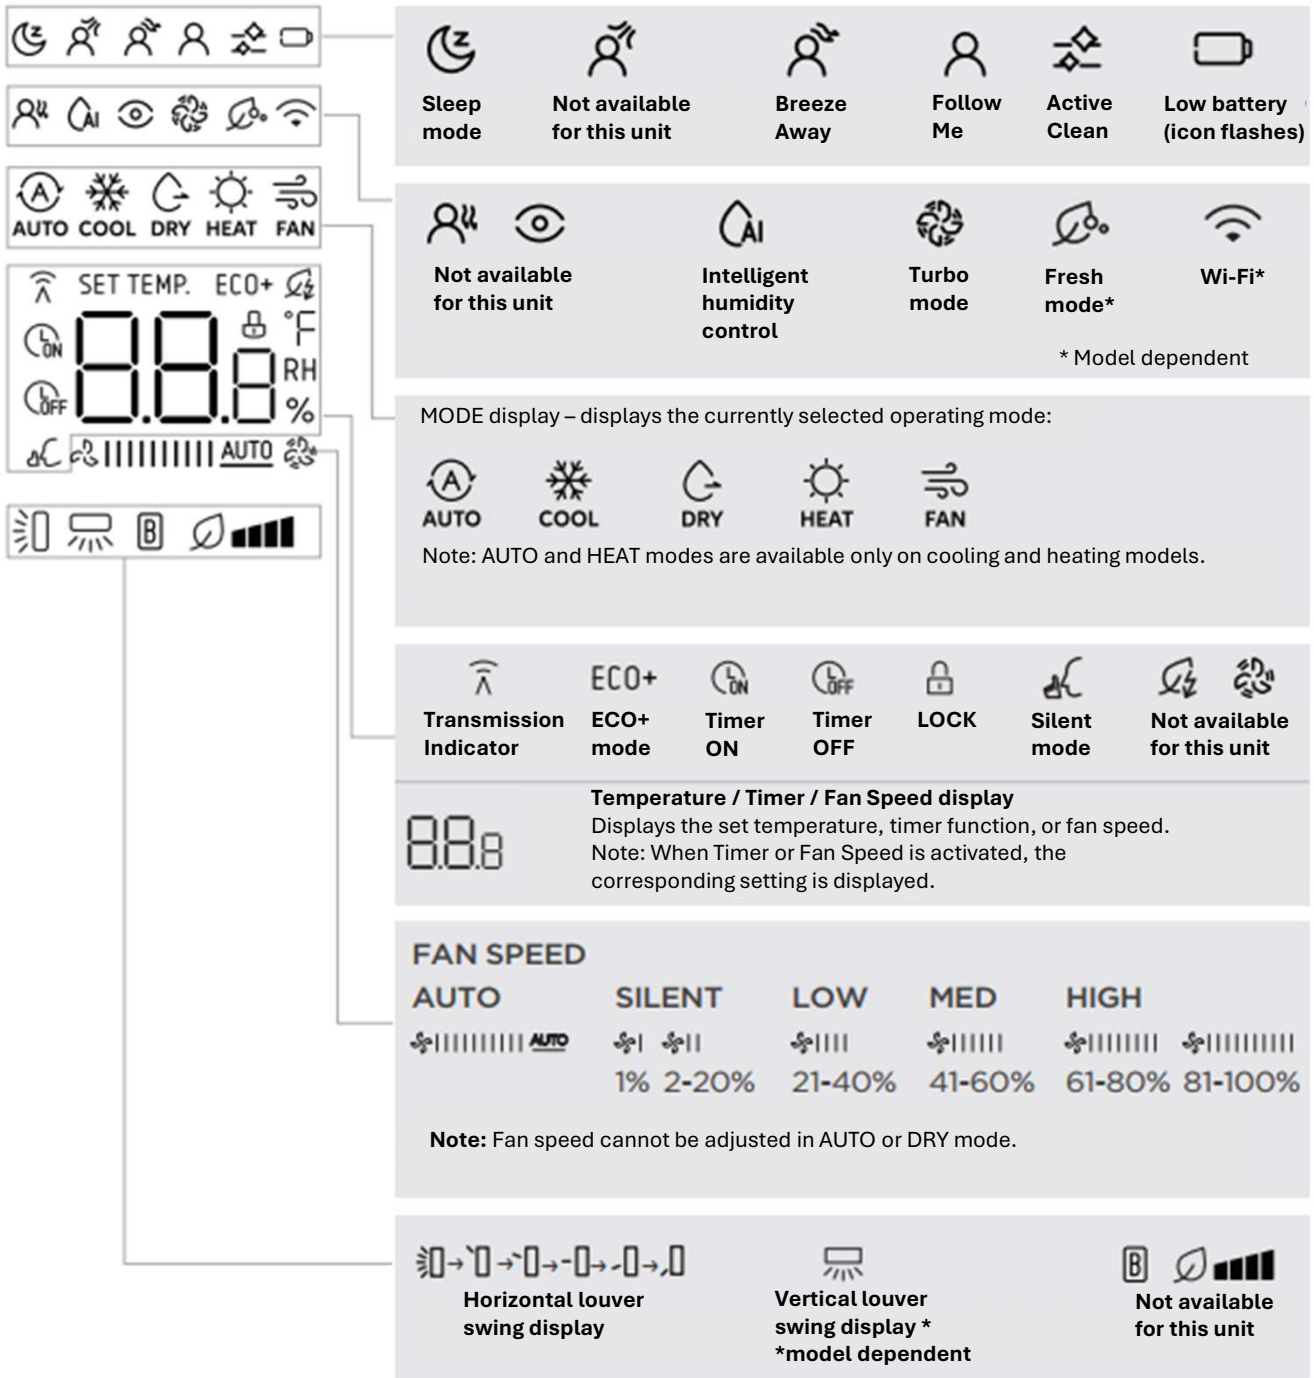 AUTO COOL DRY HEAT FAN
SET TEMP. ECO+
ON
°F
RH
OFF
%
AUTO
B
Sleep mode
Not available for this unit
Breeze Away
Follow Me
Active Clean
Low battery (icon flashes)
AI
Not available for this unit
Intelligent humidity control
Turbo mode
Fresh mode*
Wi-Fi*
* Model dependent
MODE display – displays the currently selected operating mode:
A
AUTO COOL DRY HEAT FAN
Note: AUTO and HEAT modes are available only on cooling and heating models.
ECO+ ON OFF
Transmission Indicator
ECO+ mode
Timer ON
Timer OFF
LOCK
Silent mode
Not available for this unit
Temperature / Timer / Fan Speed display
88.8
Displays the set temperature, timer function, or fan speed.
Note: When Timer or Fan Speed is activated, the
corresponding setting is displayed.
FAN SPEED
AUTO SILENT LOW MED HIGH
AUTO
1% 2-20% 21-40% 41-60% 61-80% 81-100%
Note: Fan speed cannot be adjusted in AUTO or DRY mode.
B
Horizontal louver
swing display
Vertical louver
swing display *
*model dependent
Not available
for this unit